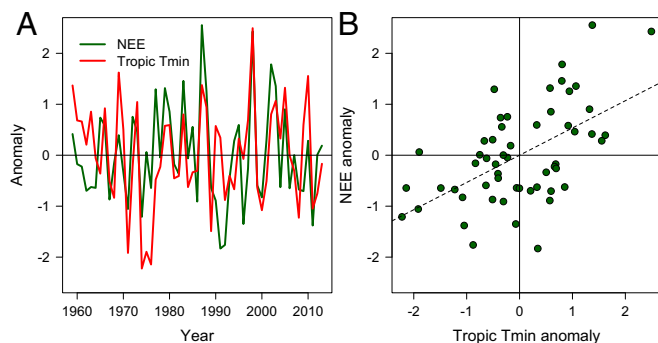 A
NEE
Tropic Tmin
2
1
0
-1
-2
Anomaly
1960 1970 1980 1990 2000 2010
Year
B
2
1
0
-1
-2
NEE anomaly
-2 -1 0 1 2
Tropic Tmin anomaly